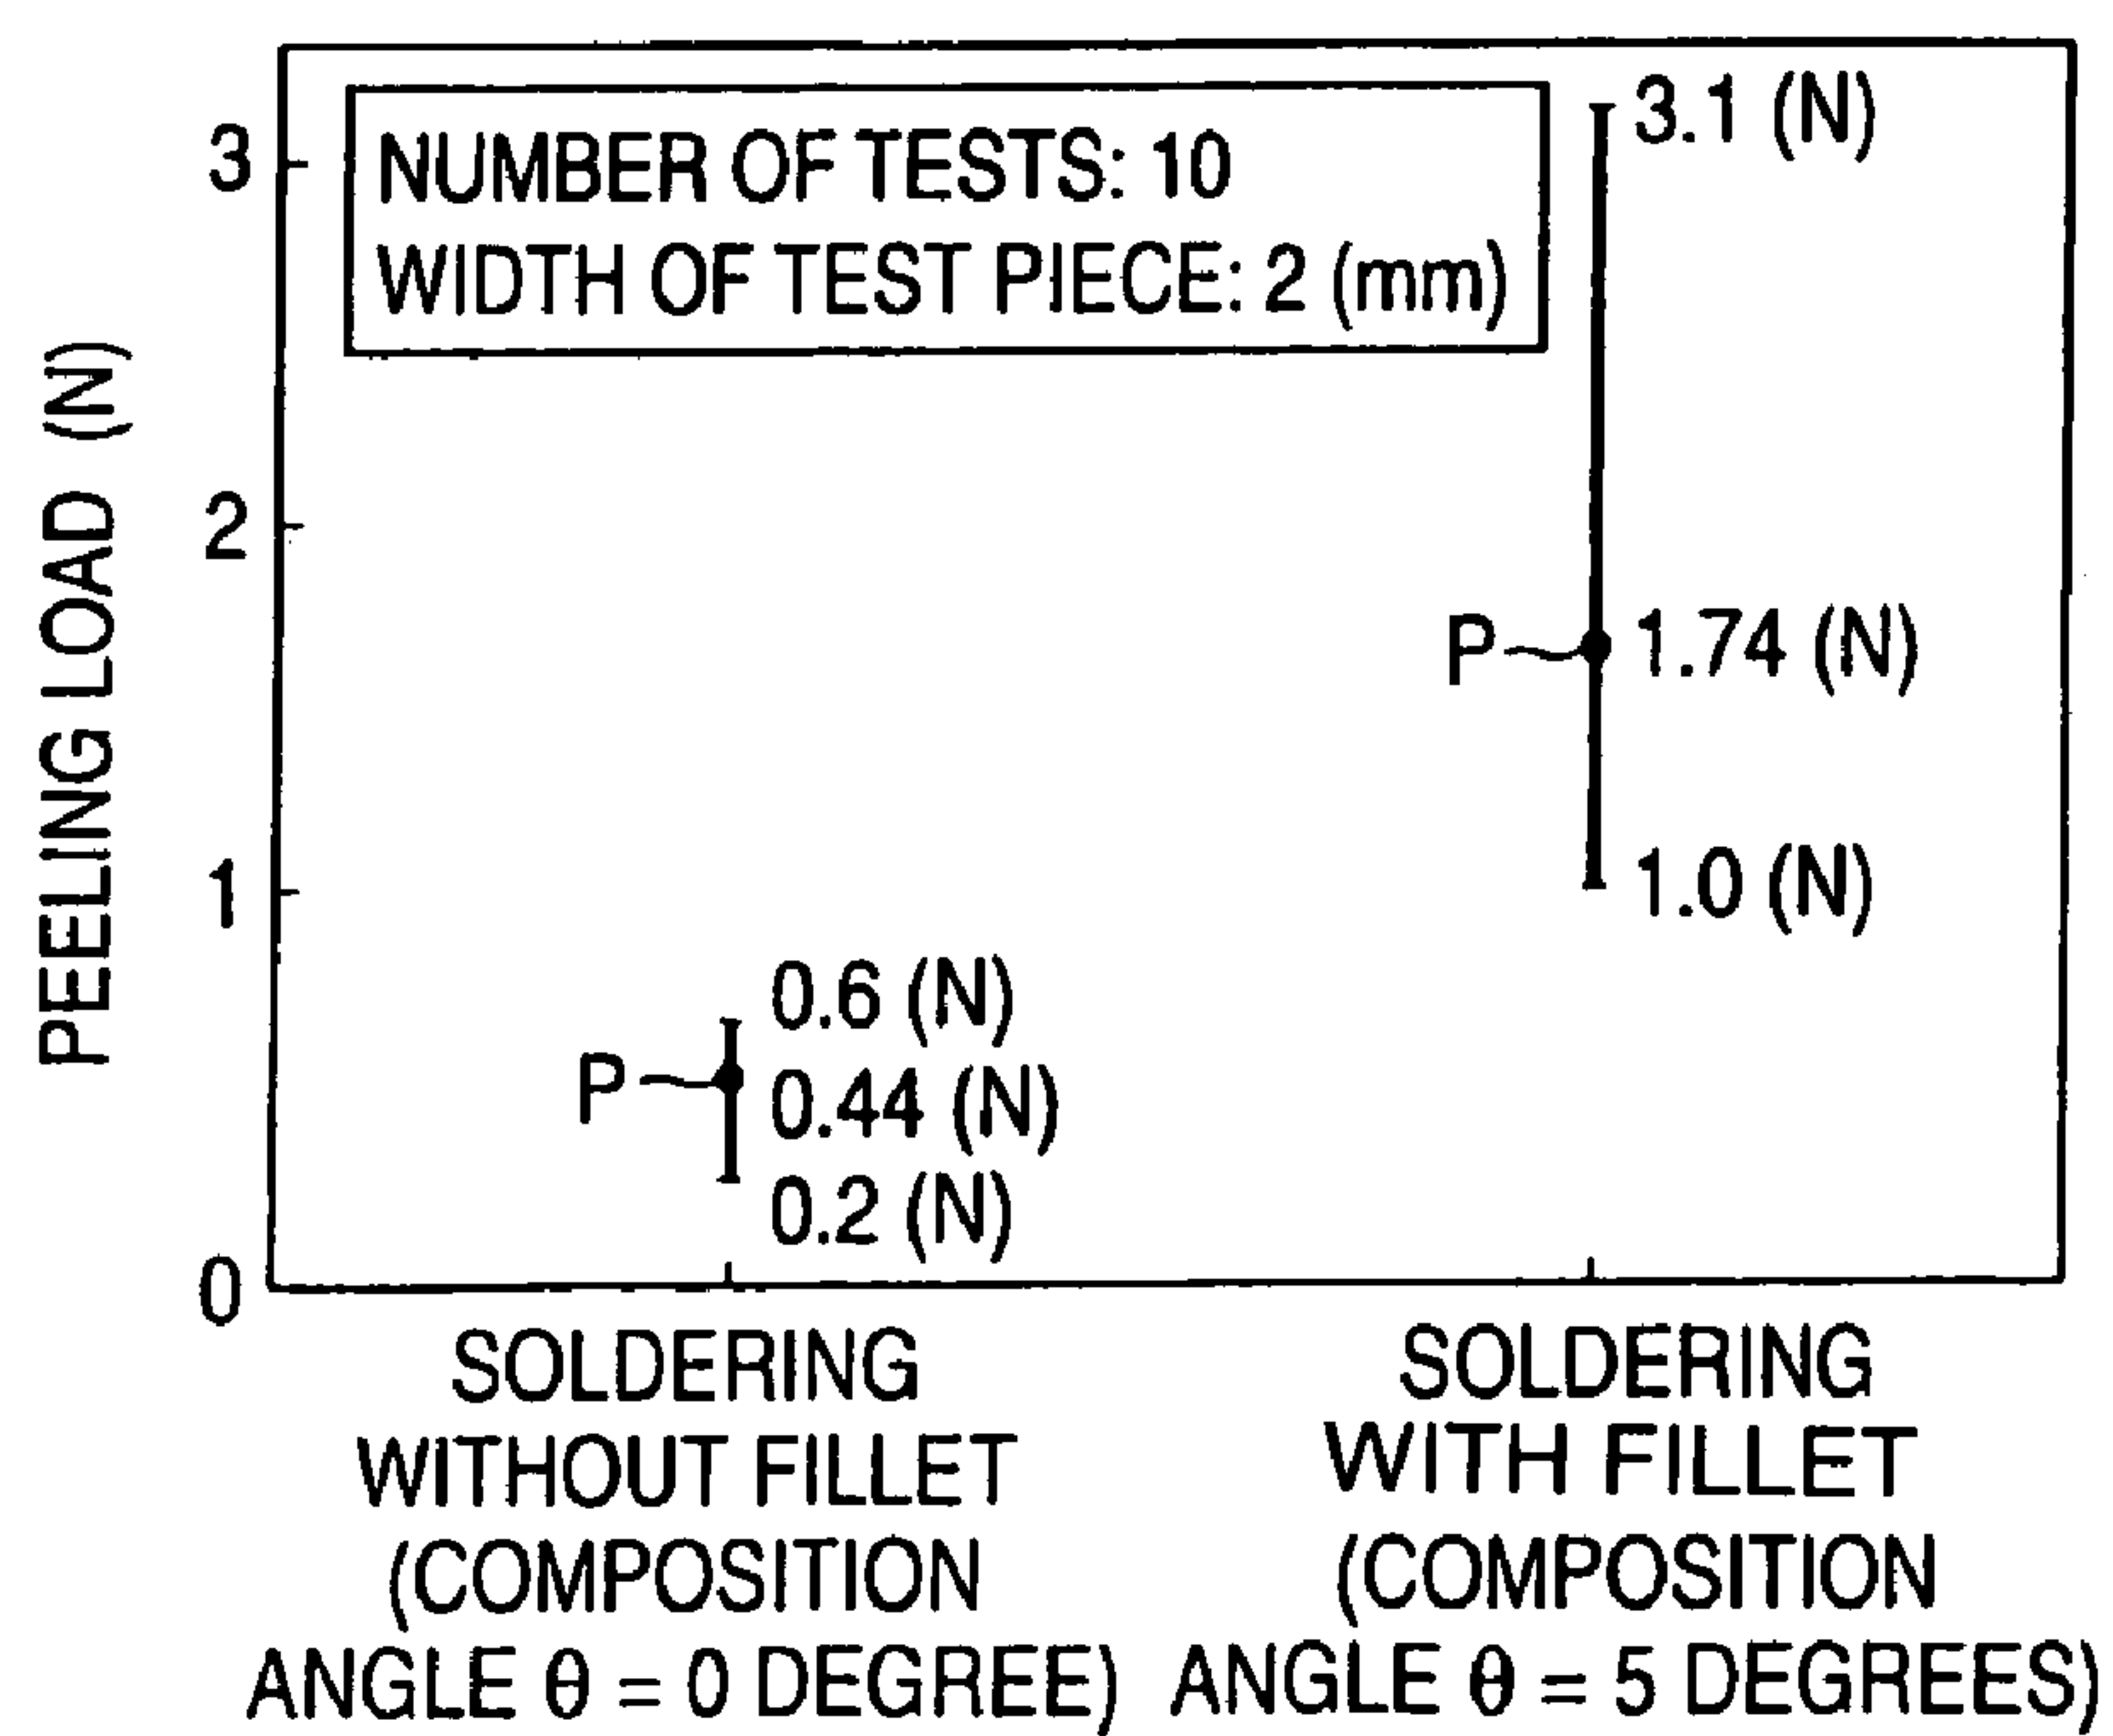 NUMBER OF TESTS: 10
WIDTH OF TEST PIECE: 2 (mm)
PEELING LOAD (N)
3
2
1
0
3.1 (N)
P
1.74 (N)
1.0 (N)
0.6 (N)
P
0.44 (N)
0.2 (N)
SOLDERING
WITHOUT FILLET
(COMPOSITION
ANGLE θ = 0 DEGREE)
SOLDERING
WITH FILLET
(COMPOSITION
ANGLE θ = 5 DEGREES)